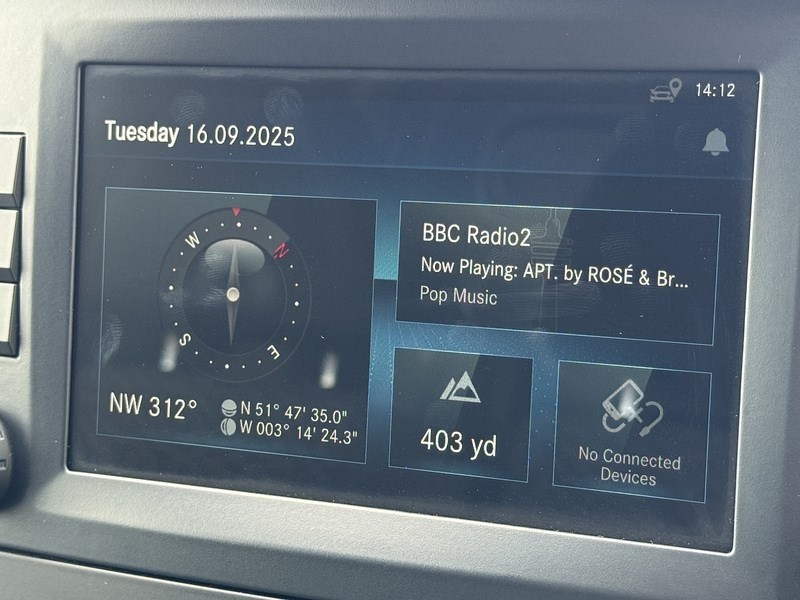 14:12
Tuesday 16.09.2025
W
N
S
E
NW 312°
N 51° 47' 35.0"
W 003° 14' 24.3"
BBC Radio2
Now Playing: APT. by ROSÉ & Br...
Pop Music
403 yd
No Connected
Devices